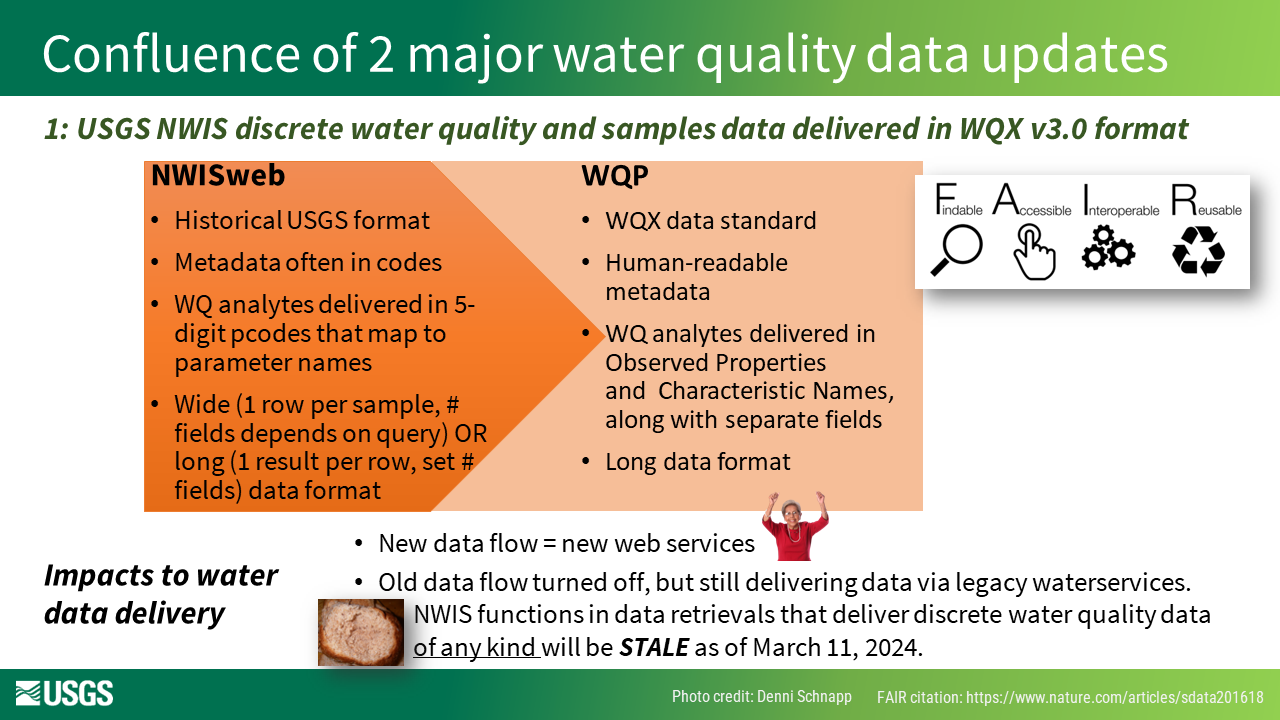 Confluence of 2 major water quality data updates
1: USGS NWIS discrete water quality and samples data delivered in WQX v3.0 format
NWISweb
• Historical USGS format
• Metadata often in codes
• WQ analytes delivered in 5-
digit pcodes that map to
parameter names
• Wide (1 row per sample, #
fields depends on query) OR
long (1 result per row, set #
fields) data format
WQP
• WQX data standard
• Human-readable
metadata
• WQ analytes delivered in
Observed Properties
and  Characteristic Names,
along with separate fields
• Long data format
Findable Accessible Interoperable Reusable
Impacts to water
data delivery
• New data flow = new web services
• Old data flow turned off, but still delivering data via legacy waterservices.
NWIS functions in data retrievals that deliver discrete water quality data
of any kind will be STALE as of March 11, 2024.
USGS
Photo credit: Denni Schnapp
FAIR citation: https://www.nature.com/articles/sdata201618